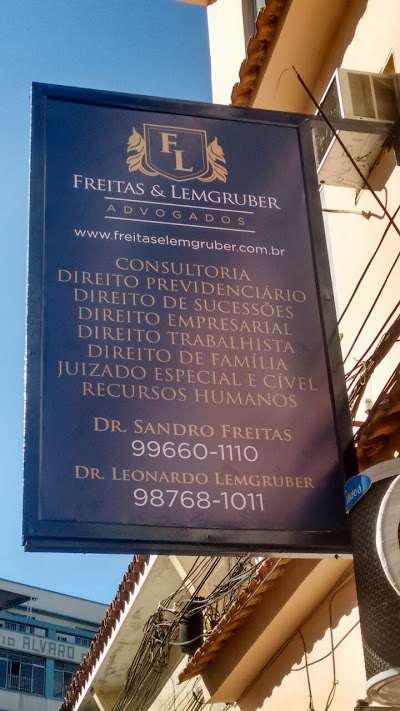 FL
FREITAS & LEMGRUBER
ADVOGADOS
www.freitaselemgruber.com.br
CONSULTORIA
DIREITO PREVIDENCIÁRIO
DIREITO DE SUCESSÕES
DIREITO EMPRESARIAL
DIREITO TRABALHISTA
DIREITO DE FAMÍLIA
JUIZADO ESPECIAL E CÍVEL
RECURSOS HUMANOS
DR. SANDRO FREITAS
99660-1110
DR. LEONARDO LEMGRUBER
98768-1011
ALVARO